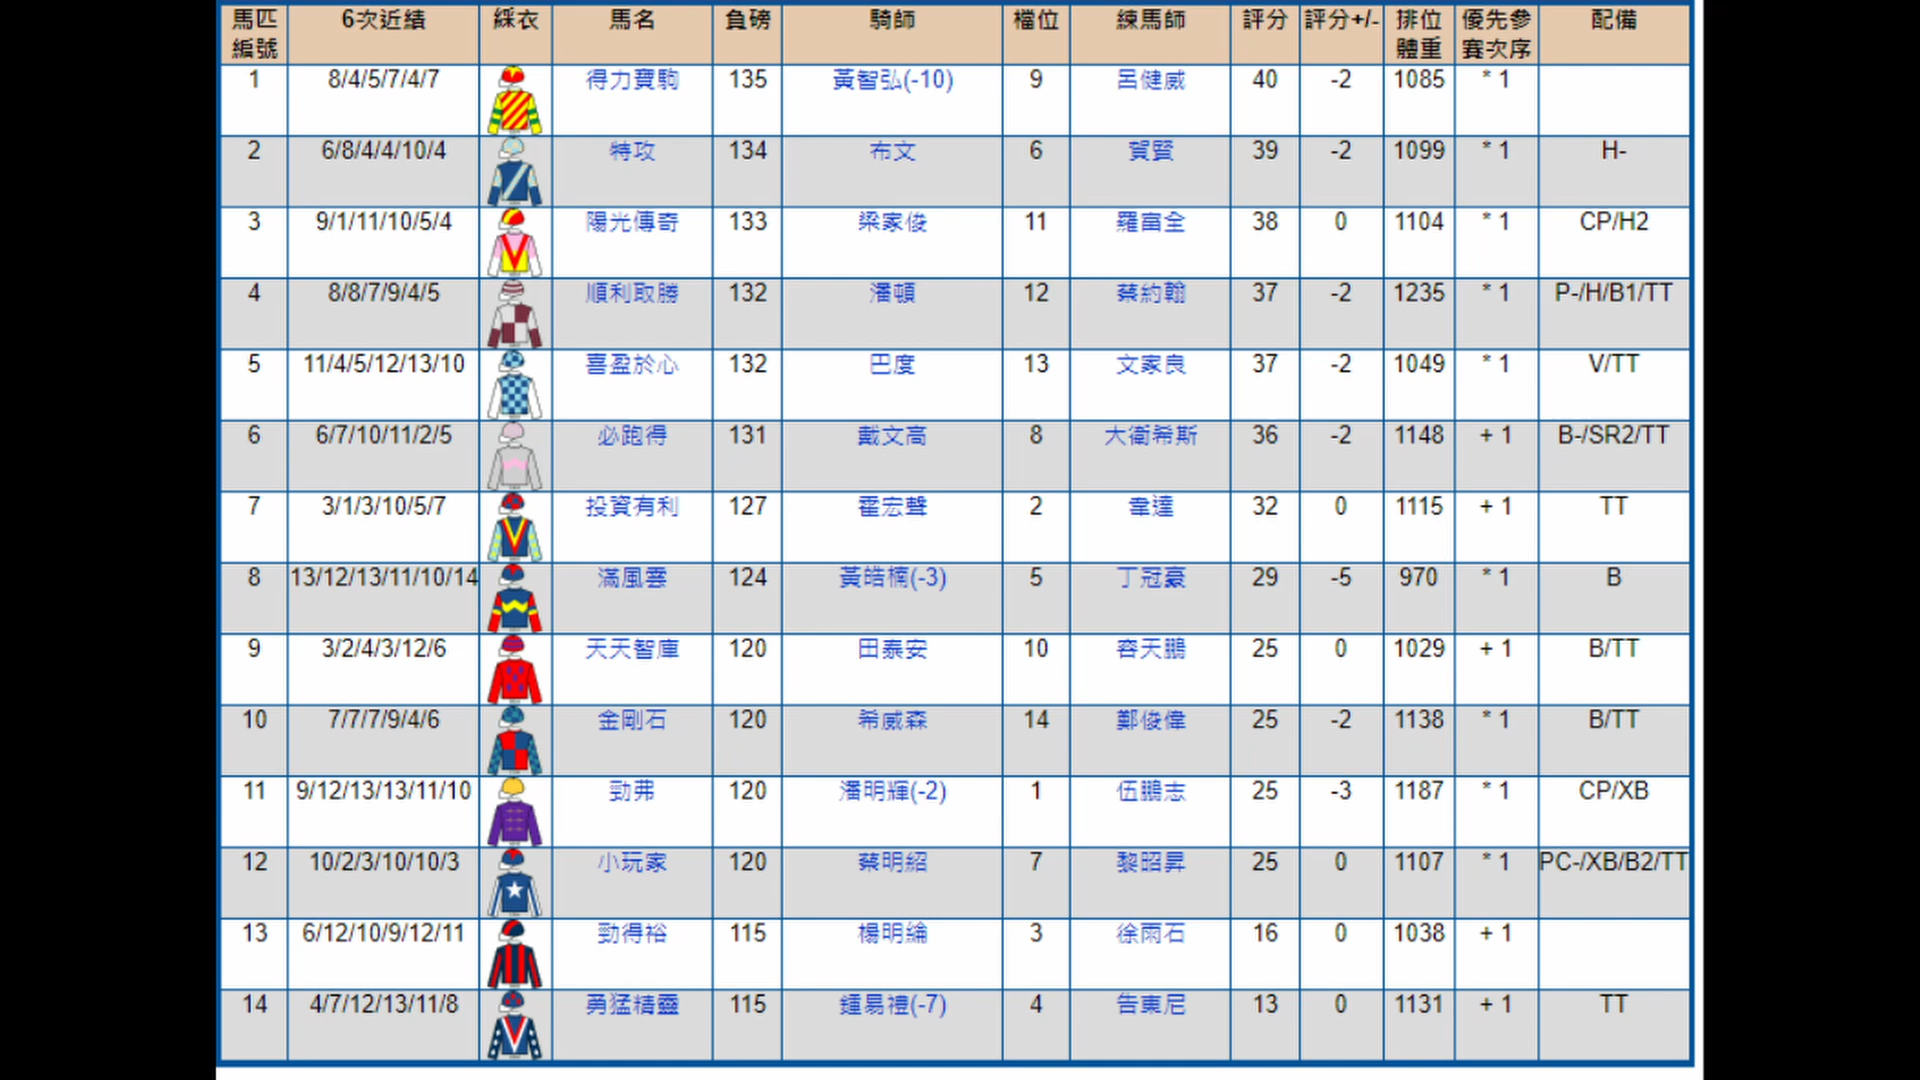 馬匹編號 6次近績 綵衣 馬名 負磅 騎師 檔位 練馬師 評分 評分+/- 排位體重 優先參賽次序 配備
1 8/4/5/7/4/7 得力寶駒 135 黃智弘(-10) 9 呂健威 40 -2 1085 * 1
2 6/8/4/4/10/4 特攻 134 布文 6 賀賢 39 -2 1099 * 1 H-
3 9/1/11/10/5/4 陽光傳奇 133 梁家俊 11 羅富全 38 0 1104 * 1 CP/H2
4 8/8/7/9/4/5 順利取勝 132 潘頓 12 蔡約翰 37 -2 1235 * 1 P-/H/B1/TT
5 11/4/5/12/13/10 喜盈於心 132 巴度 13 文家良 37 -2 1049 * 1 V/TT
6 6/7/10/11/2/5 必跑得 131 戴文高 8 大衛希斯 36 -2 1148 + 1 B-/SR2/TT
7 3/1/3/10/5/7 投資有利 127 霍宏聲 2 韋達 32 0 1115 + 1 TT
8 13/12/13/11/10/14 滿風雲 124 黃皓楠(-3) 5 丁冠豪 29 -5 970 * 1 B
9 3/2/4/3/12/6 天天智庫 120 田泰安 10 容天鵬 25 0 1029 + 1 B/TT
10 7/7/7/9/4/6 金剛石 120 希威森 14 鄭俊偉 25 -2 1138 * 1 B/TT
11 9/12/13/13/11/10 勁弗 120 潘明輝(-2) 1 伍鵬志 25 -3 1187 * 1 CP/XB
12 10/2/3/10/10/3 小玩家 120 蔡明紹 7 黎昭昇 25 0 1107 * 1 PC-/XB/B2/TT
13 6/12/10/9/12/11 勁得裕 115 楊明綸 3 徐雨石 16 0 1038 + 1
14 4/7/12/13/11/8 勇猛精靈 115 鍾易禮(-7) 4 告東尼 13 0 1131 + 1 TT